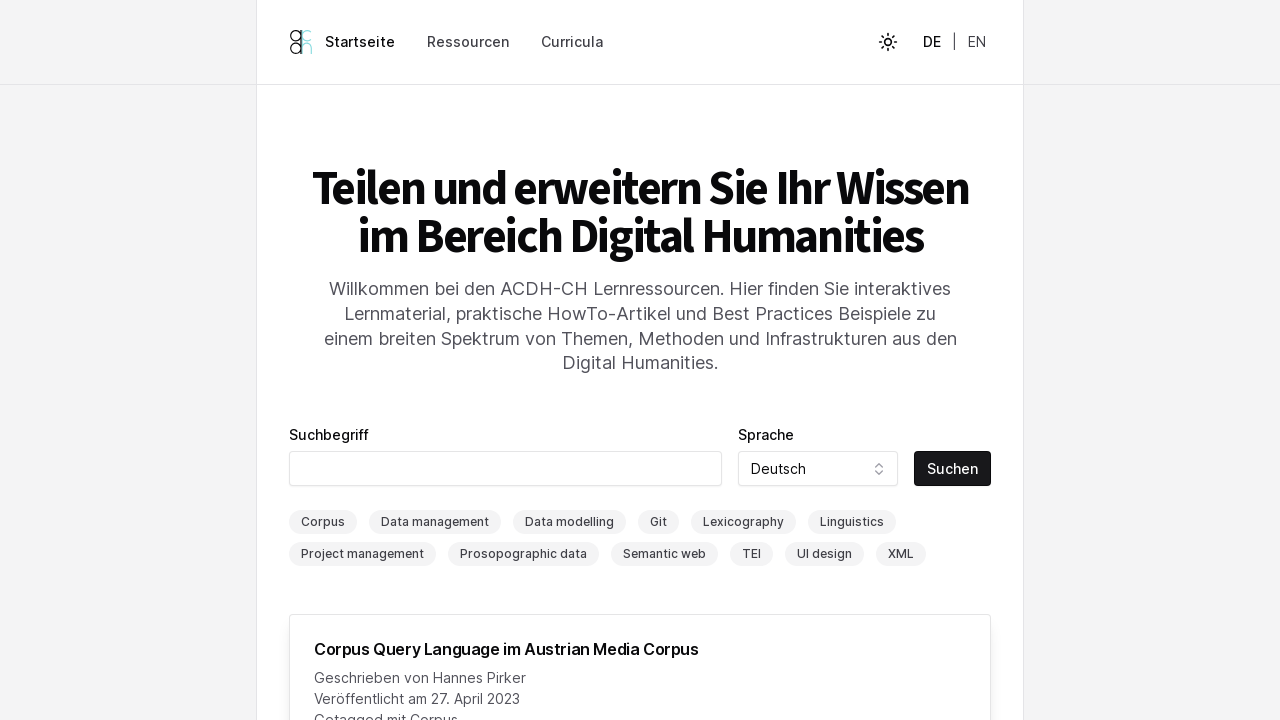 Startseite Ressourcen Curricula DE | EN
Teilen und erweitern Sie Ihr Wissen
im Bereich Digital Humanities
Willkommen bei den ACDH-CH Lernressourcen. Hier finden Sie interaktives
Lernmaterial, praktische HowTo-Artikel und Best Practices Beispiele zu
einem breiten Spektrum von Themen, Methoden und Infrastrukturen aus den
Digital Humanities.
Suchbegriff Sprache
Deutsch Suchen
Corpus Data management Data modelling Git Lexicography Linguistics
Project management Prosopographic data Semantic web TEI UI design XML
Corpus Query Language im Austrian Media Corpus
Geschrieben von Hannes Pirker
Veröffentlicht am 27. April 2023
Getagged mit Corpus